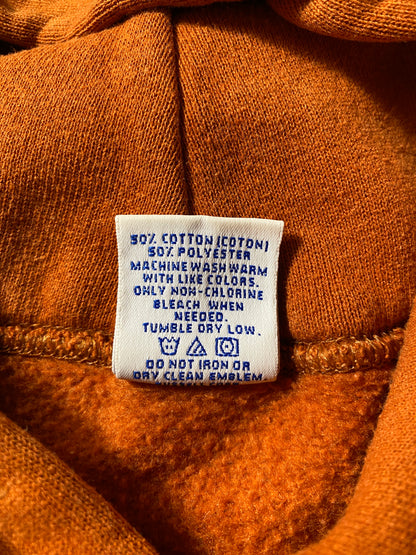 50% COTTON (COTON)
50% POLYESTER
MACHINE WASH WARM
WITH LIKE COLORS.
ONLY NON-CHLORINE
BLEACH WHEN
NEEDED.
TUMBLE DRY LOW.
DO NOT IRON OR
DRY CLEAN EMBLEM.